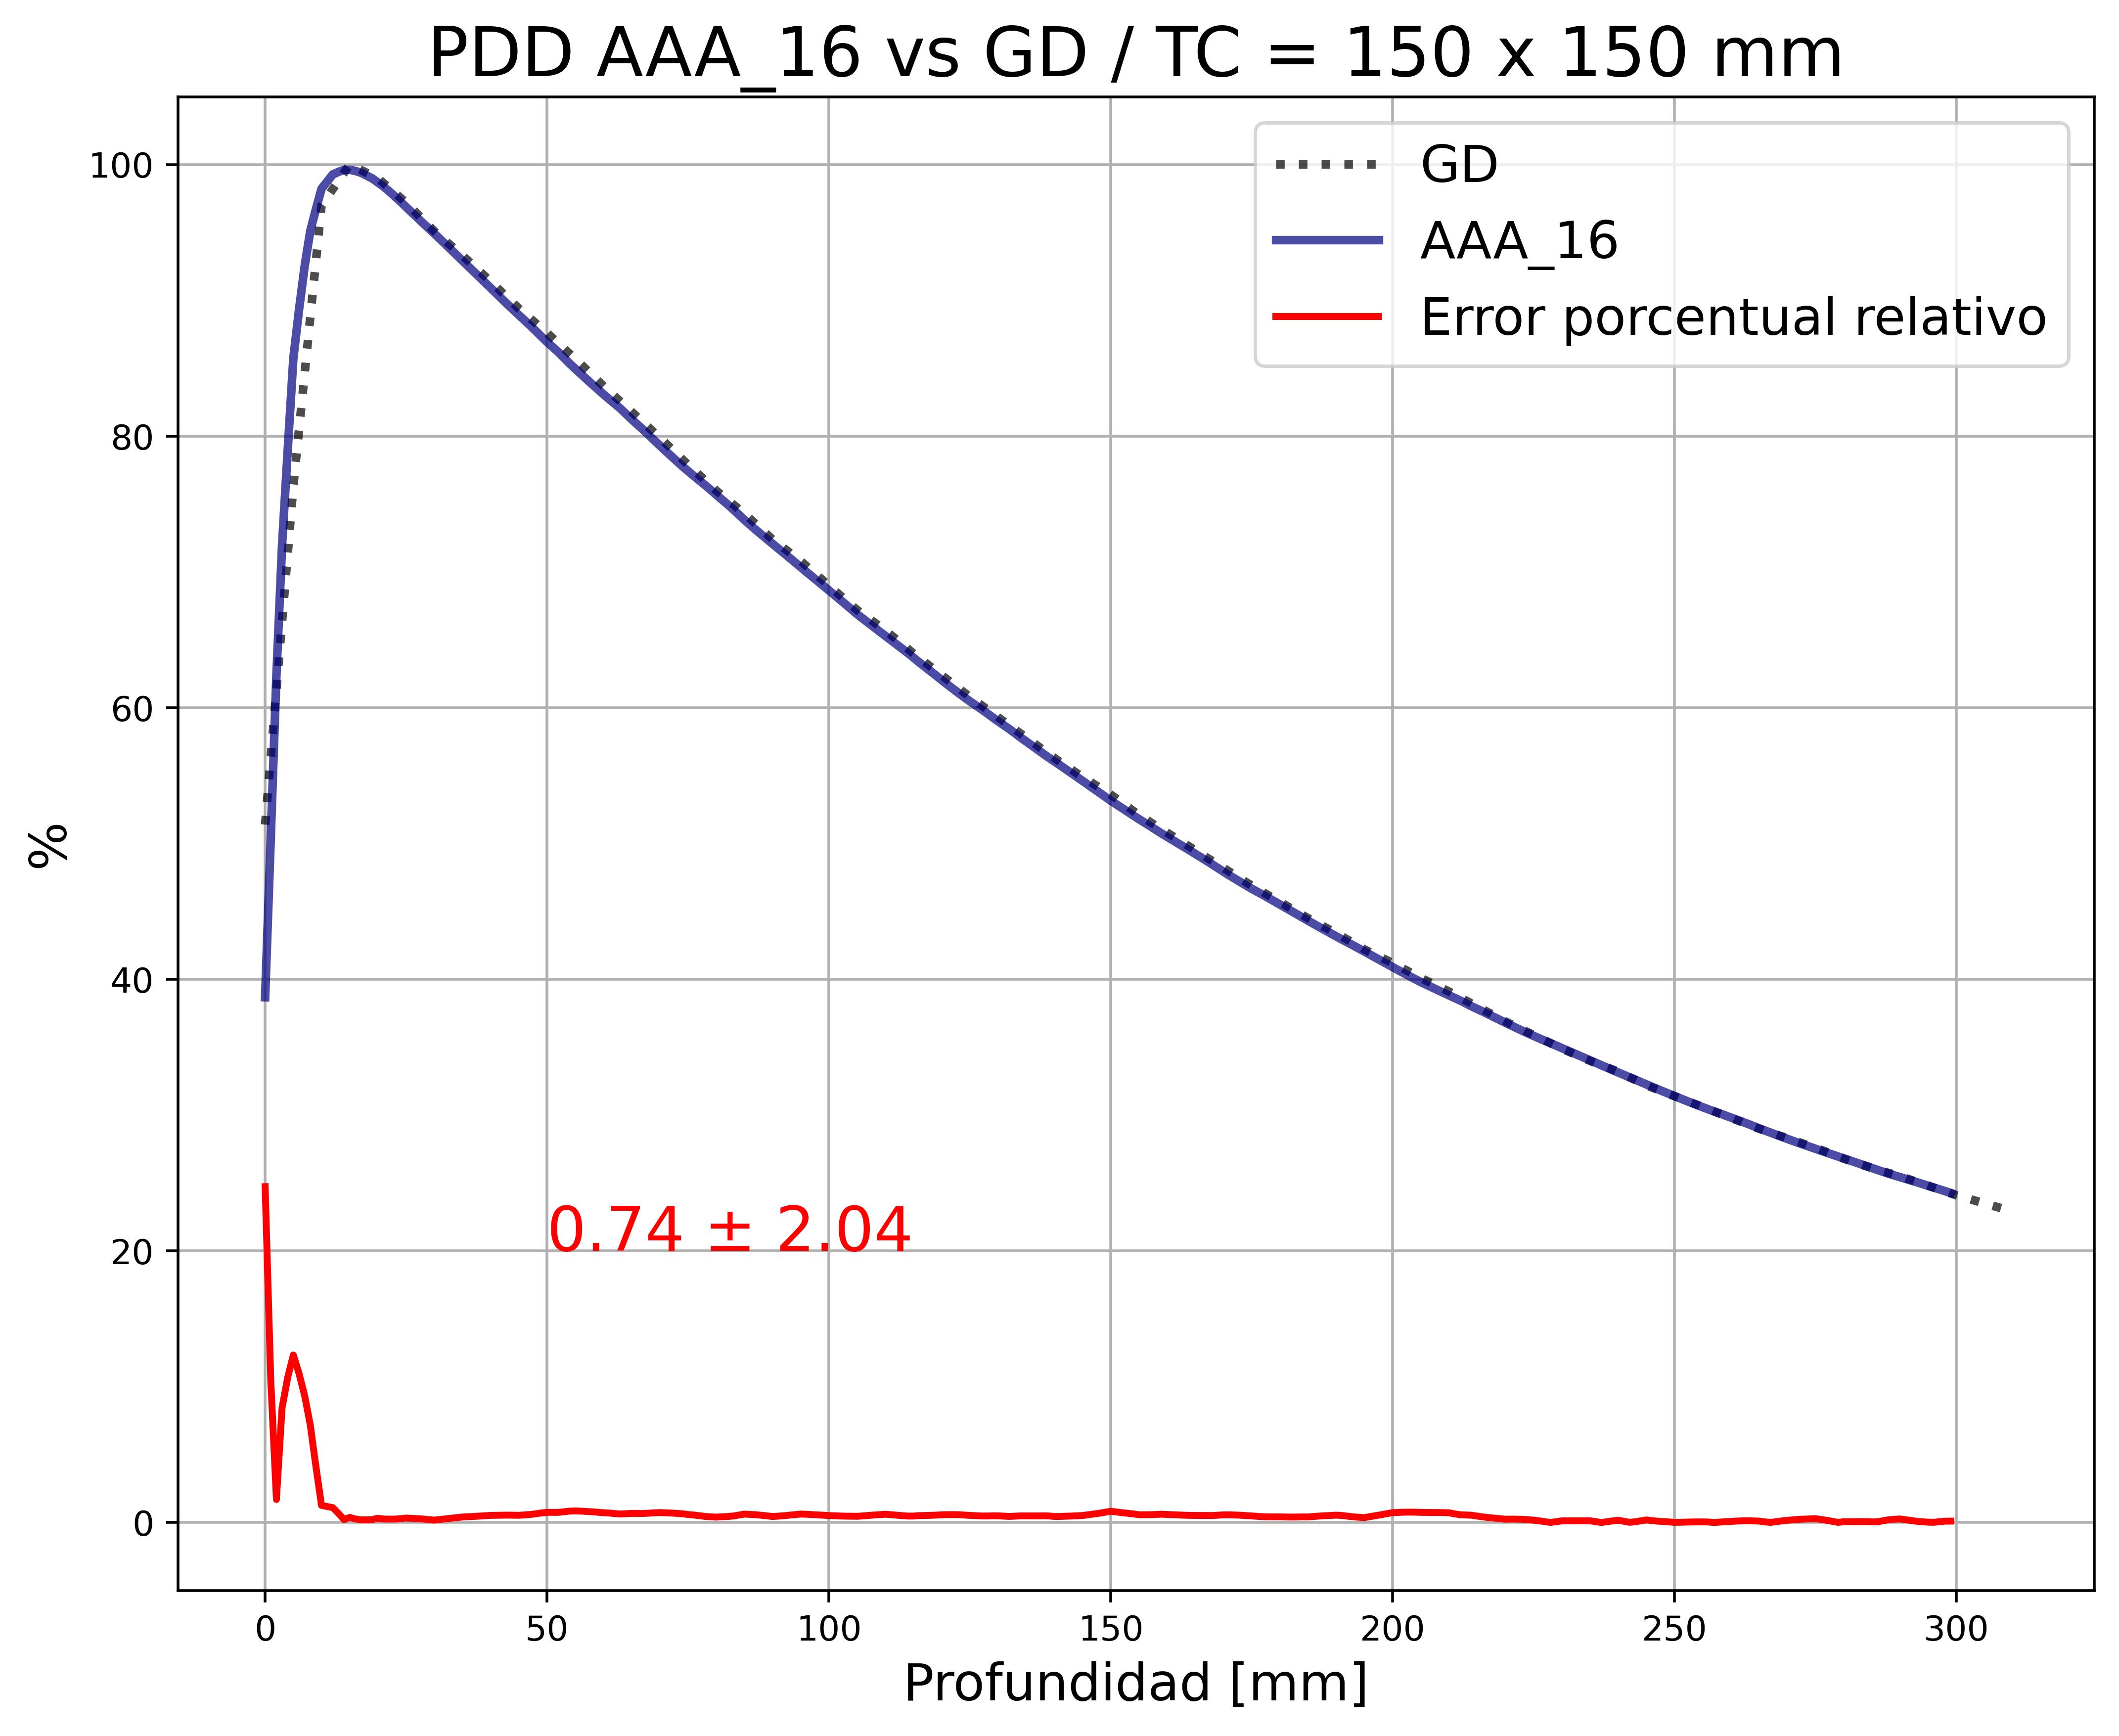 PDD AAA_16 vs GD / TC = 150 x 150 mm
GD
AAA_16
Error porcentual relativo
100
80
60
40
20
0
%
0.74 ± 2.04
0 50 100 150 200 250 300
Profundidad [mm]